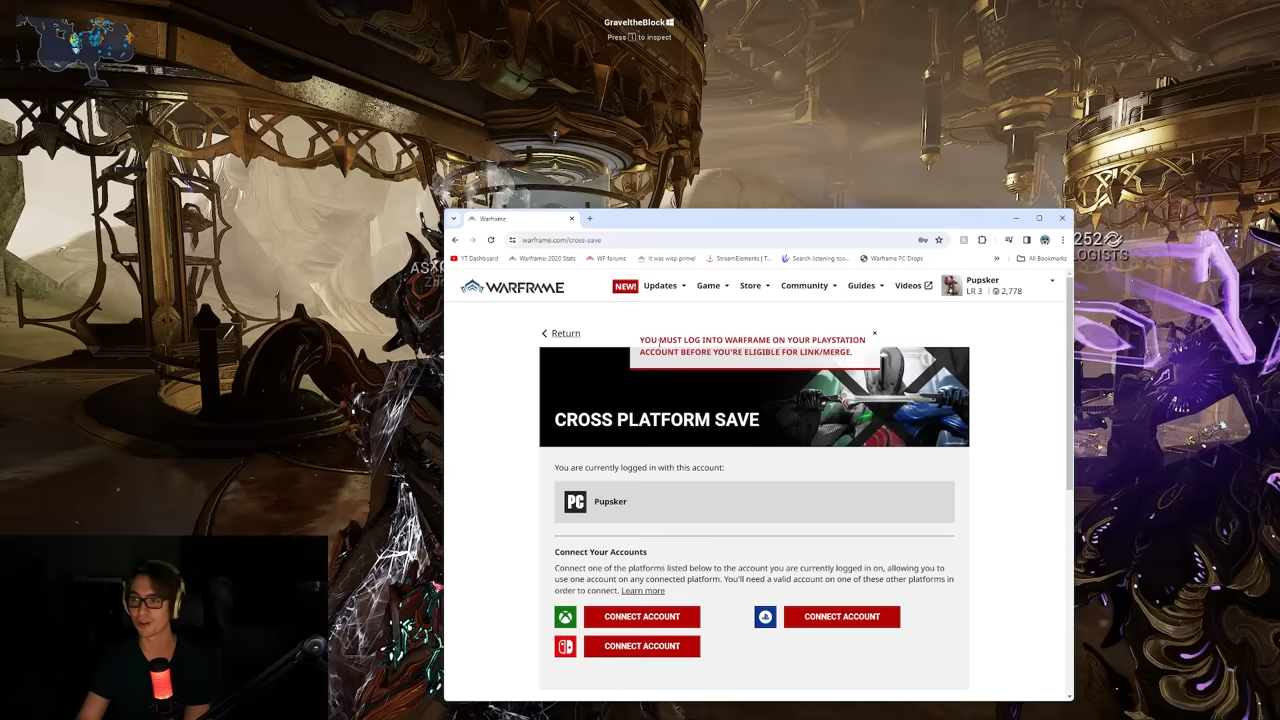 GraveltheBlock
Press to inspect
Warframe
warframe.com/cross-save
YT Dashboard
Warframe: 2020 Stats
WF forums
It was wisp prime!
StreamElements | T...
Search listening too...
Warframe PC Drops
All Bookmarks
252
LOGISTS
WARFRAME
NEW!
Updates
Game
Store
Community
Guides
Videos
Pupsker
LR 3
2,778
Return
YOU MUST LOG INTO WARFRAME ON YOUR PLAYSTATION
ACCOUNT BEFORE YOU'RE ELIGIBLE FOR LINK/MERGE.
CROSS PLATFORM SAVE
You are currently logged in with this account:
PC
Pupsker
Connect Your Accounts
Connect one of the platforms listed below to the account you are currently logged in on, allowing you to
use one account on any connected platform. You'll need a valid account on one of these other platforms in
order to connect. Learn more
CONNECT ACCOUNT
CONNECT ACCOUNT
CONNECT ACCOUNT